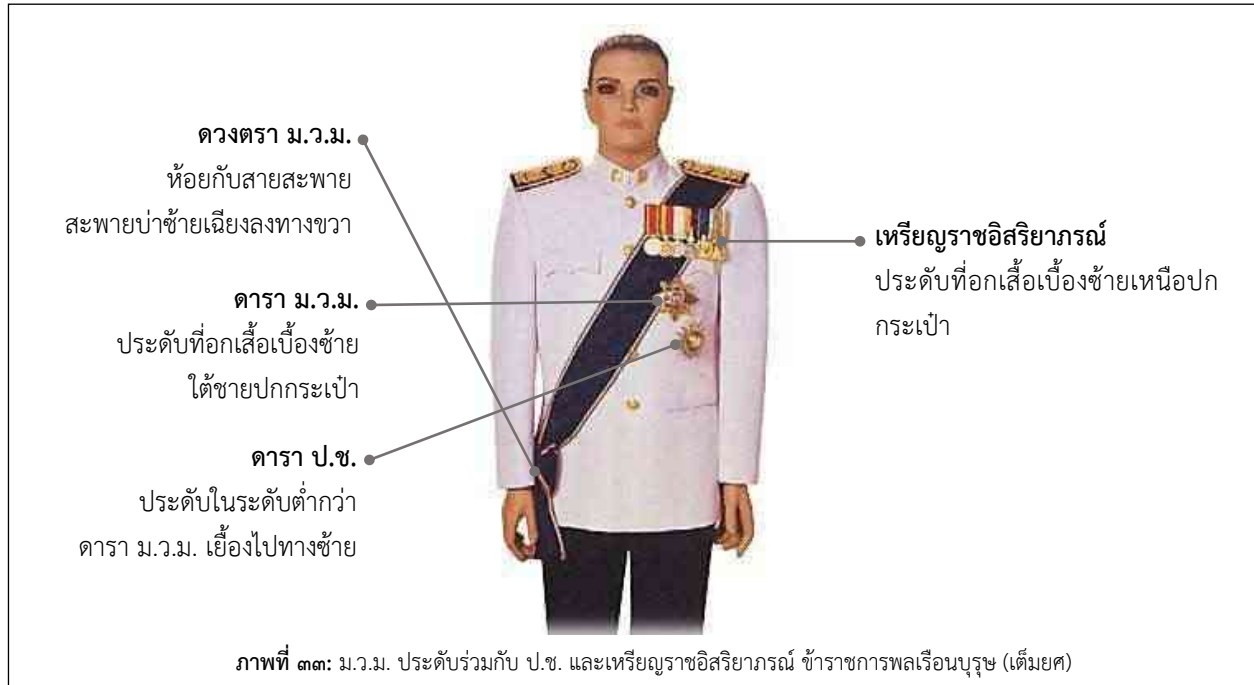 ดวงตรา ม.ว.ม.
ห้อยกับสายสะพาย
สะพายบ่าซ้ายเฉียงลงทางขวา
ดารา ม.ว.ม.
ประดับที่อกเสื้อเบื้องซ้าย
ใต้ชายปกกระเป๋า
ดารา ป.ช.
ประดับในระดับต่ำกว่า
ดารา ม.ว.ม. เยื้องไปทางซ้าย
เหรียญราชอิสริยาภรณ์
ประดับที่อกเสื้อเบื้องซ้ายเหนือปก
กระเป๋า
ภาพที่ ๓๓: ม.ว.ม. ประดับร่วมกับ ป.ช. และเหรียญราชอิสริยาภรณ์ ข้าราชการพลเรือนบุรุษ (เต็มยศ)